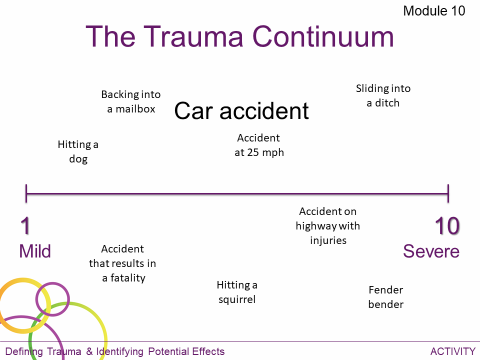 Module 10
The Trauma Continuum
Backing into
a mailbox
Car accident
Sliding into
a ditch
Hitting a
dog
Accident
at 25 mph
1
Mild
10
Severe
Accident on
highway with
injuries
Accident
that results in
a fatality
Hitting a
squirrel
Fender
bender
Defining Trauma & Identifying Potential Effects
ACTIVITY